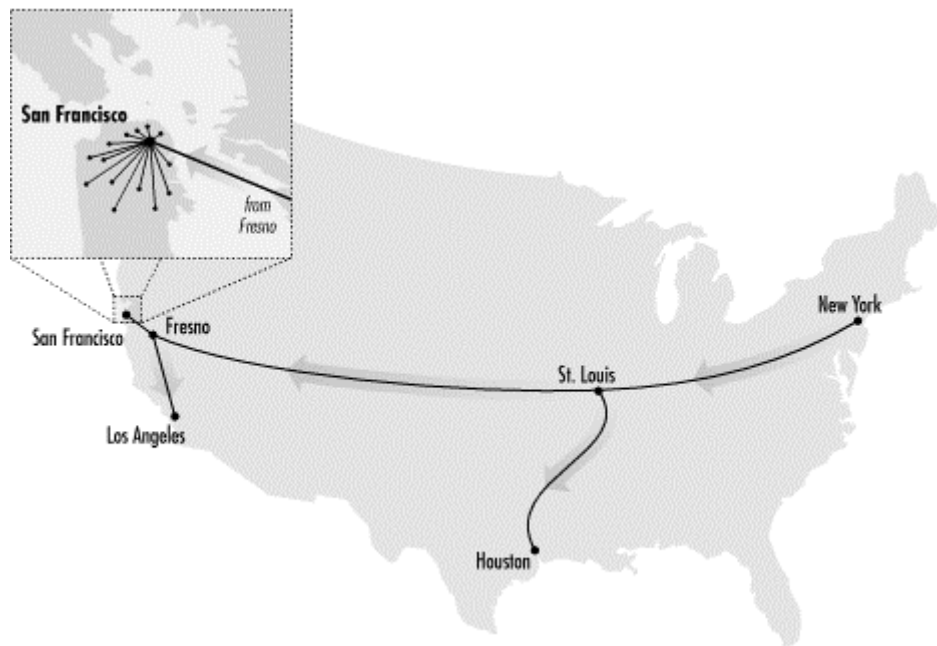 San Francisco
from
Fresno
San Francisco
Fresno
New York
St. Louis
Los Angeles
Houston